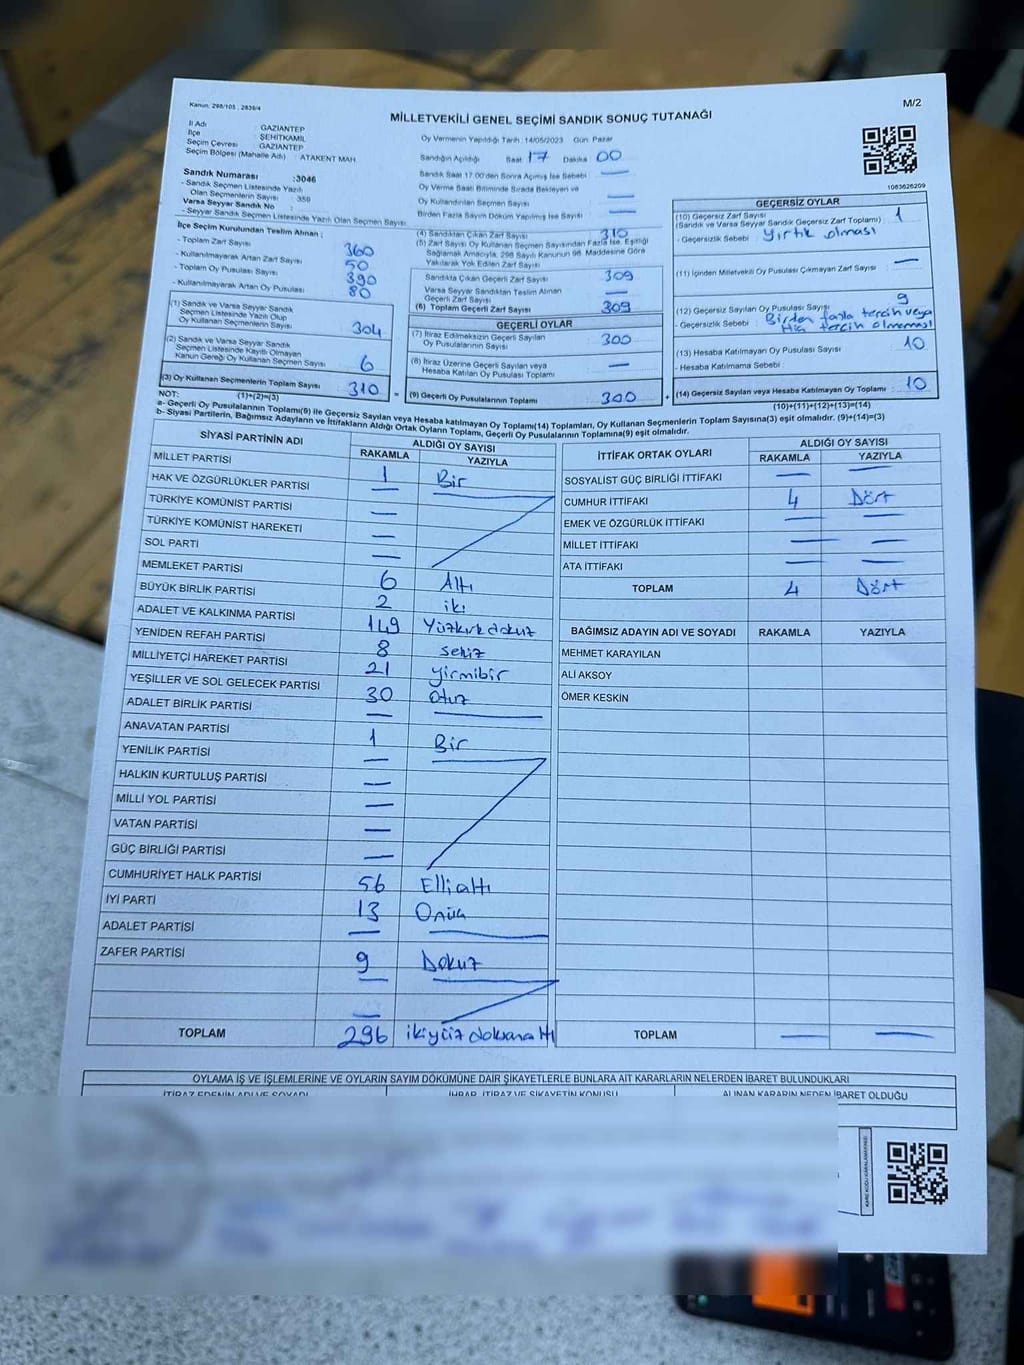 Kanun: 298/105 , 2839/4
M/2
MİLLETVEKİLİ GENEL SEÇİMİ SANDIK SONUÇ TUTANAĞI
İl Adı : GAZİANTEP
İlçe : ŞEHİTKAMİL
Seçim Çevresi : GAZİANTEP
Seçim Bölgesi (Mahalle Adı) : ATAKENT MAH.
Oy Vermenin Yapıldığı Tarih :14/05/2023 Gün: Pazar
Sandığın Açıldığı Saat 17 Dakika 00
Sandık Saat 17:00'den Sonra Açımış İse Sebebi —
Oy Verme Saati Bitiminde Sırada Bekleyen ve
Oy Kullandırılan Seçmen Sayısı —
Birden Fazla Sayım Döküm Yapılmış İse Sayısı —
Sandık Numarası :3046
- Sandık Seçmen Listesinde Yazılı
Olan Seçmenlerin Sayısı : 359
Varsa Seyyar Sandık No :
- Seyyar Sandık Seçmen Listesinde Yazılı Olan Seçmen Sayısı
1083626209
İlçe Seçim Kurulundan Teslim Alınan :
- Toplam Zarf Sayısı 360
- Kullanılmayarak Artan Zarf Sayısı 50
- Toplam Oy Pusulası Sayısı 390
- Kullanılmayarak Artan Oy Pusulası 80
(1) Sandık ve Varsa Seyyar Sandık
Seçmen Listesinde Yazılı Olup
Oy Kullanan Seçmenlerin Sayısı 304
(2) Sandık ve Varsa Seyyar Sandık
Seçmen Listesinde Kayıtlı Olmayan
Kanun Gereği Oy Kullanan Seçmen Sayısı 6
(3) Oy Kullanan Seçmenlerin Toplam Sayısı 310
(1)+(2)=(3)
(4) Sandıktan Çıkan Zarf Sayısı 310
(5) Zarf Sayısı Oy Kullanan Seçmen Sayısından Fazla İse, Eşitliği
Sağlamak Amacıyla, 298 Sayılı Kanunun 98. Maddesine Göre
Yakılarak Yok Edilen Zarf Sayısı —
Sandıkta Çıkan Geçerli Zarf Sayısı 309
Varsa Seyyar Sandıktan Teslim Alınan
Geçerli Zarf Sayısı —
(6) Toplam Geçerli Zarf Sayısı 309
GEÇERLİ OYLAR
(7) İtiraz Edilmeksizin Geçerli Sayılan
Oy Pusulalarının Sayısı 300
(8) İtiraz Üzerine Geçerli Sayılan veya
Hesaba Katılan Oy Pusulası Toplamı —
= (9) Geçerli Oy Pusulalarının Toplamı 300 +
GEÇERSİZ OYLAR
(10) Geçersiz Zarf Sayısı 1
(Sandık ve Varsa Seyyar Sandık Geçersiz Zarf Toplamı)
- Geçersizlik Sebebi : Yırtık olması
(11) İçinden Milletvekili Oy Pusulası Çıkmayan Zarf Sayısı —
(12) Geçersiz Sayılan Oy Pusulası Sayısı 9
- Geçersizlik Sebebi : Birden fazla tercih veya
Hiç tercih olmaması
(13) Hesaba Katılmayan Oy Pusulası Sayısı 10
- Hesaba Katılmama Sebebi :
(14) Geçersiz Sayılan veya Hesaba Katılmayan Oy Toplamı 10
(10)+(11)+(12)+(13)=(14)
NOT:
a- Geçerli Oy Pusulalarının Toplamı(9) ile Geçersiz Sayılan veya Hesaba katılmayan Oy Toplamı(14) Toplamları, Oy Kullanan Seçmenlerin Toplam Sayısına(3) eşit olmalıdır. (9)+(14)=(3)
b- Siyasi Partilerin, Bağımsız Adayların ve İttifakların Aldığı Ortak Oyların Toplamı, Geçerli Oy Pusulalarının Toplamına(9) eşit olmalıdır.
SİYASİ PARTİNİN ADI
ALDIĞI OY SAYISI
RAKAMLA YAZIYLA
MİLLET PARTİSİ 1 Bir
HAK VE ÖZGÜRLÜKLER PARTİSİ —
TÜRKİYE KOMÜNİST PARTİSİ —
TÜRKİYE KOMÜNİST HAREKETİ —
SOL PARTİ —
MEMLEKET PARTİSİ 6 Altı
BÜYÜK BİRLİK PARTİSİ 2 iki
ADALET VE KALKINMA PARTİSİ 149 Yüzkırkdokuz
YENİDEN REFAH PARTİSİ 8 sekiz
MİLLİYETÇİ HAREKET PARTİSİ 21 yirmibir
YEŞİLLER VE SOL GELECEK PARTİSİ 30 Otuz
ADALET BİRLİK PARTİSİ —
ANAVATAN PARTİSİ 1 Bir
YENİLİK PARTİSİ —
HALKIN KURTULUŞ PARTİSİ —
MİLLİ YOL PARTİSİ —
VATAN PARTİSİ —
GÜÇ BİRLİĞİ PARTİSİ —
CUMHURİYET HALK PARTİSİ 56 Ellialtı
İYİ PARTİ 13 Onüç
ADALET PARTİSİ —
ZAFER PARTİSİ 9 Dokuz
TOPLAM 296 ikiyüz doksanaltı
İTTİFAK ORTAK OYLARI
ALDIĞI OY SAYISI
RAKAMLA YAZIYLA
SOSYALİST GÜÇ BİRLİĞİ İTTİFAKI — —
CUMHUR İTTİFAKI 4 Dört
EMEK VE ÖZGÜRLÜK İTTİFAKI — —
MİLLET İTTİFAKI — —
ATA İTTİFAKI — —
TOPLAM 4 Dört
BAĞIMSIZ ADAYIN ADI VE SOYADI RAKAMLA YAZIYLA
MEHMET KARAYILAN
ALİ AKSOY
ÖMER KESKİN
TOPLAM — —
OYLAMA İŞ VE İŞLEMLERİNE VE OYLARIN SAYIM DÖKÜMÜNE DAİR ŞİKAYETLERLE BUNLARA AİT KARARLARIN NELERDEN İBARET BULUNDUKLARI
İTİRAZ EDENİN ADI VE SOYADI İHBAR, İTİRAZ VE ŞİKAYETİN KONUSU ALINAN KARARIN NEDEN İBARET OLDUĞU